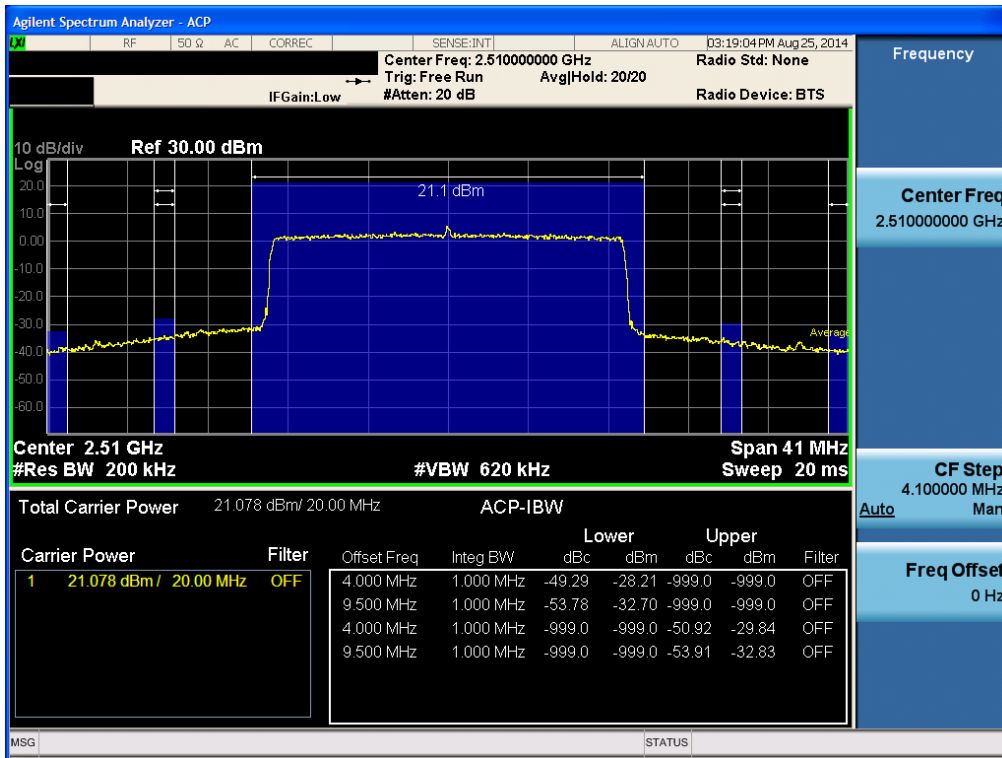 Agilent Spectrum Analyzer - ACP
LXI RF 50 Ω AC CORREC SENSE:INT ALIGN AUTO 03:19:04 PM Aug 25, 2014
Center Freq: 2.510000000 GHz Radio Std: None
Trig: Free Run Avg|Hold: 20/20
IFGain:Low #Atten: 20 dB Radio Device: BTS
10 dB/div Ref 30.00 dBm
Log
20.0
10.0
0.00
-10.0
-20.0
-30.0
-40.0
-50.0
-60.0
21.1 dBm
Average
Center 2.51 GHz Span 41 MHz
#Res BW 200 kHz #VBW 620 kHz Sweep 20 ms
Total Carrier Power 21.078 dBm/ 20.00 MHz ACP-IBW
Lower Upper
Carrier Power Filter Offset Freq Integ BW dBc dBm dBc dBm Filter
1 21.078 dBm / 20.00 MHz OFF 4.000 MHz 1.000 MHz -49.29 -28.21 -999.0 -999.0 OFF
9.500 MHz 1.000 MHz -53.78 -32.70 -999.0 -999.0 OFF
4.000 MHz 1.000 MHz -999.0 -999.0 -50.92 -29.84 OFF
9.500 MHz 1.000 MHz -999.0 -999.0 -53.91 -32.83 OFF
MSG STATUS
Frequency
Center Freq
2.510000000 GHz
CF Step
4.100000 MHz
Auto Man
Freq Offset
0 Hz